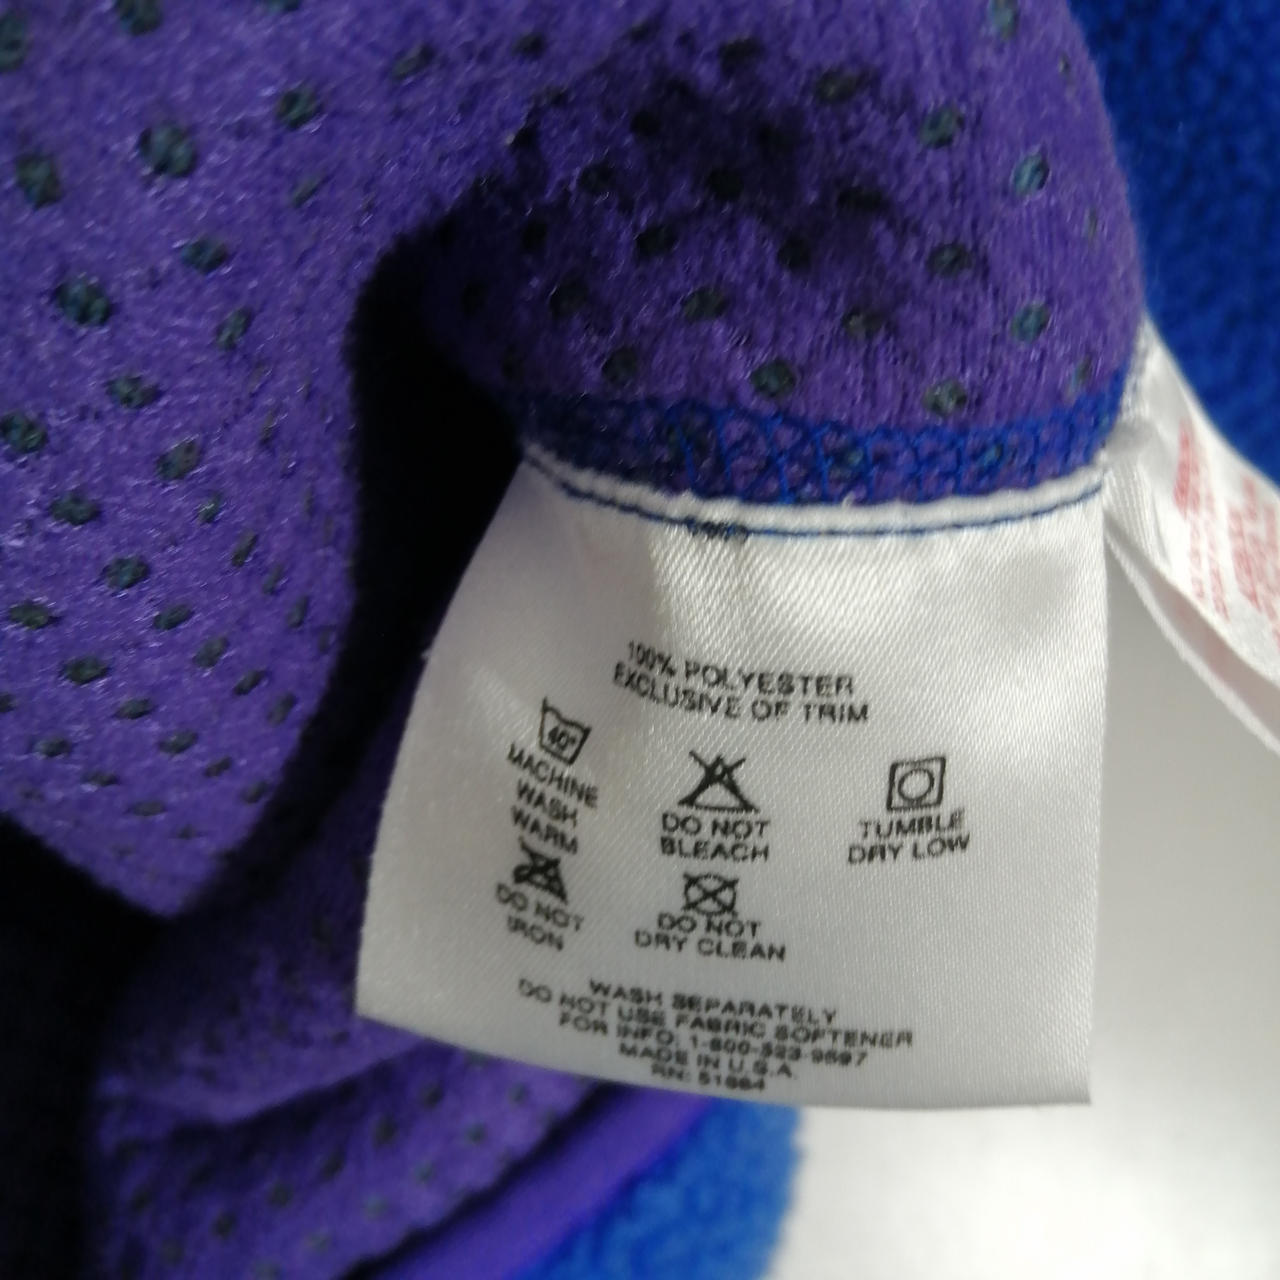 100% POLYESTER
EXCLUSIVE OF TRIM
40°
MACHINE
WASH
WARM
DO NOT
BLEACH
TUMBLE
DRY LOW
DO NOT
IRON
DO NOT
DRY CLEAN
WASH SEPARATELY
DO NOT USE FABRIC SOFTENER
FOR INFO: 1-800-523-9597
MADE IN U.S.A.
RN: 51884